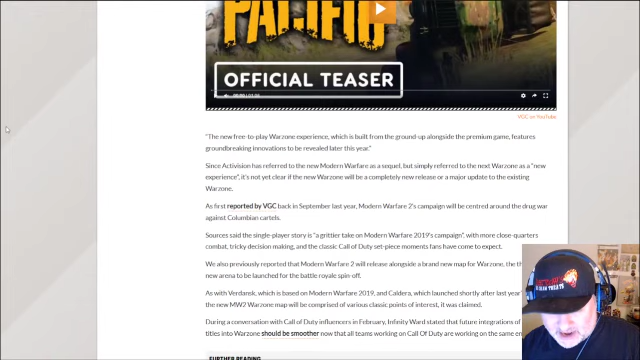 PACIFIC
OFFICIAL TEASER
VGC on YouTube
"The new free-to-play Warzone experience, which is built from the ground-up alongside the premium game, features
groundbreaking innovations to be revealed later this year."
Since Activision has referred to the new Modern Warfare as a sequel, but simply referred to the next Warzone as a "new
experience", it's not yet clear if the new Warzone will be a completely new release or a major update to the existing
Warzone.
As first reported by VGC back in September last year, Modern Warfare 2's campaign will be centred around the drug war
against Columbian cartels.
Sources said the single-player story is "a grittier take on Modern Warfare 2019's campaign", with more close-quarters
combat, tricky decision making, and the classic Call of Duty set-piece moments fans have come to expect.
We also previously reported that Modern Warfare 2 will release alongside a brand new map for Warzone, the
new arena to be launched for the battle royale spin-off.
As with Verdansk, which is based on Modern Warfare 2019, and Caldera, which launched shortly after last year
the new MW2 Warzone map will be comprised of various classic points of interest, it was claimed.
During a conversation with Call of Duty influencers in February, Infinity Ward stated that future integrations of
titles into Warzone should be smoother now that all teams working on Call Of Duty are working on the same
FURTHER READING